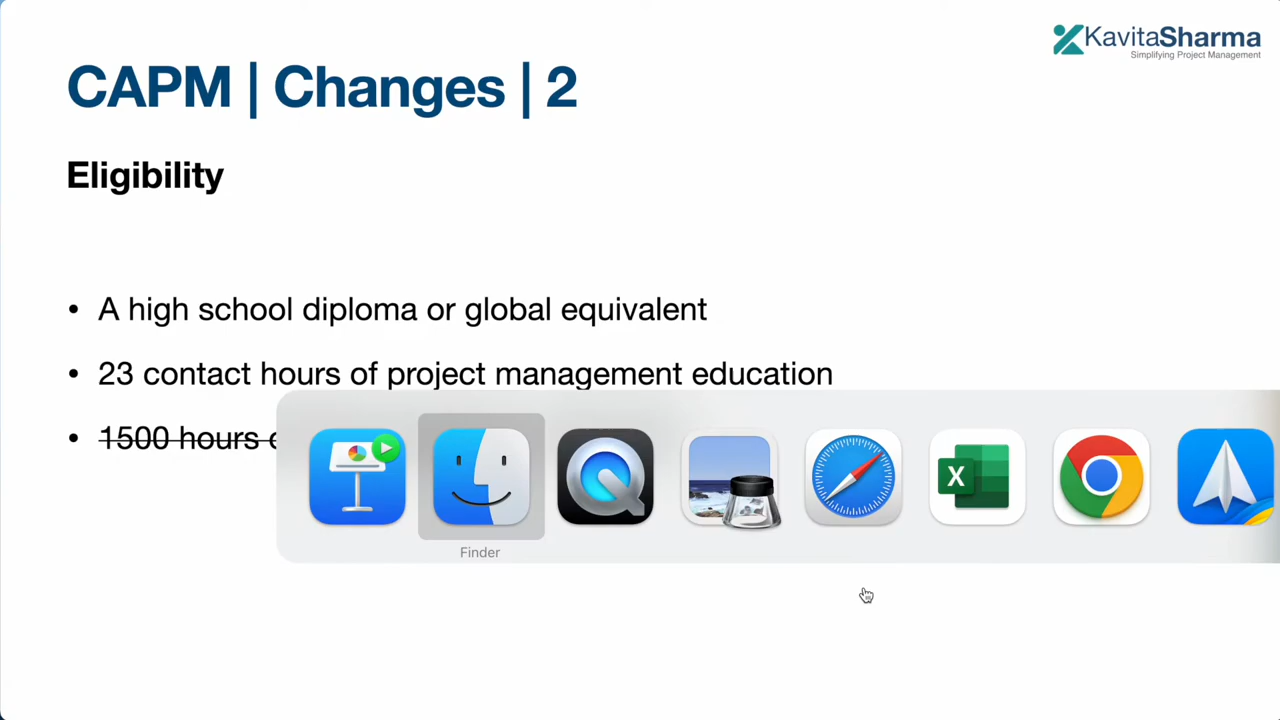 KavitaSharma
Simplifying Project Management
CAPM | Changes | 2
Eligibility
• A high school diploma or global equivalent
• 23 contact hours of project management education
• 1500 hours
X
Finder